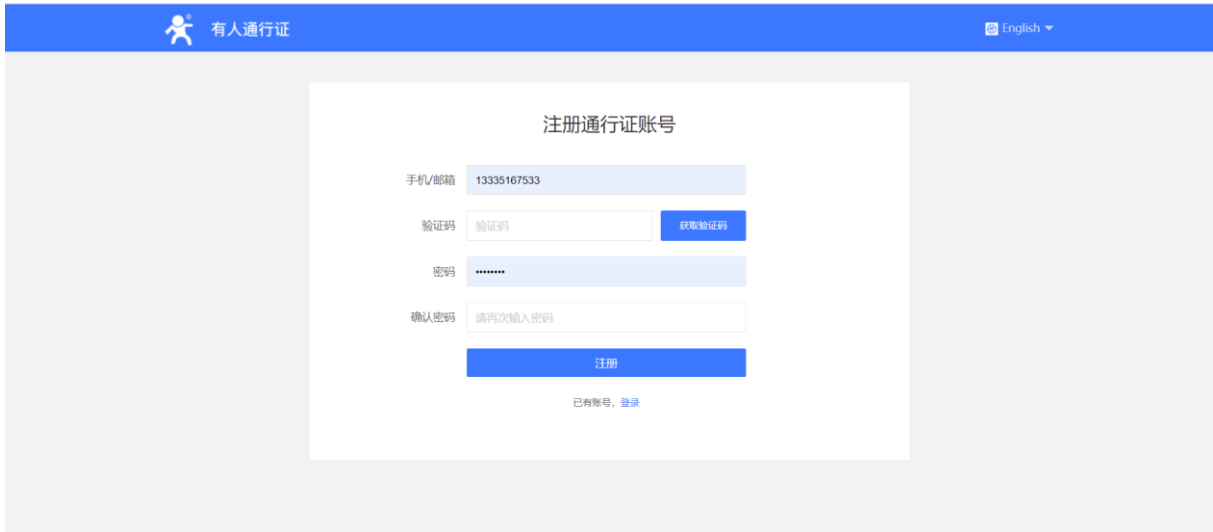 有人通行证
English
注册通行证账号
手机/邮箱 13335167533
验证码 验证码 获取验证码
密码 ••••••••
确认密码 请再次输入密码
注册
已有账号，登录